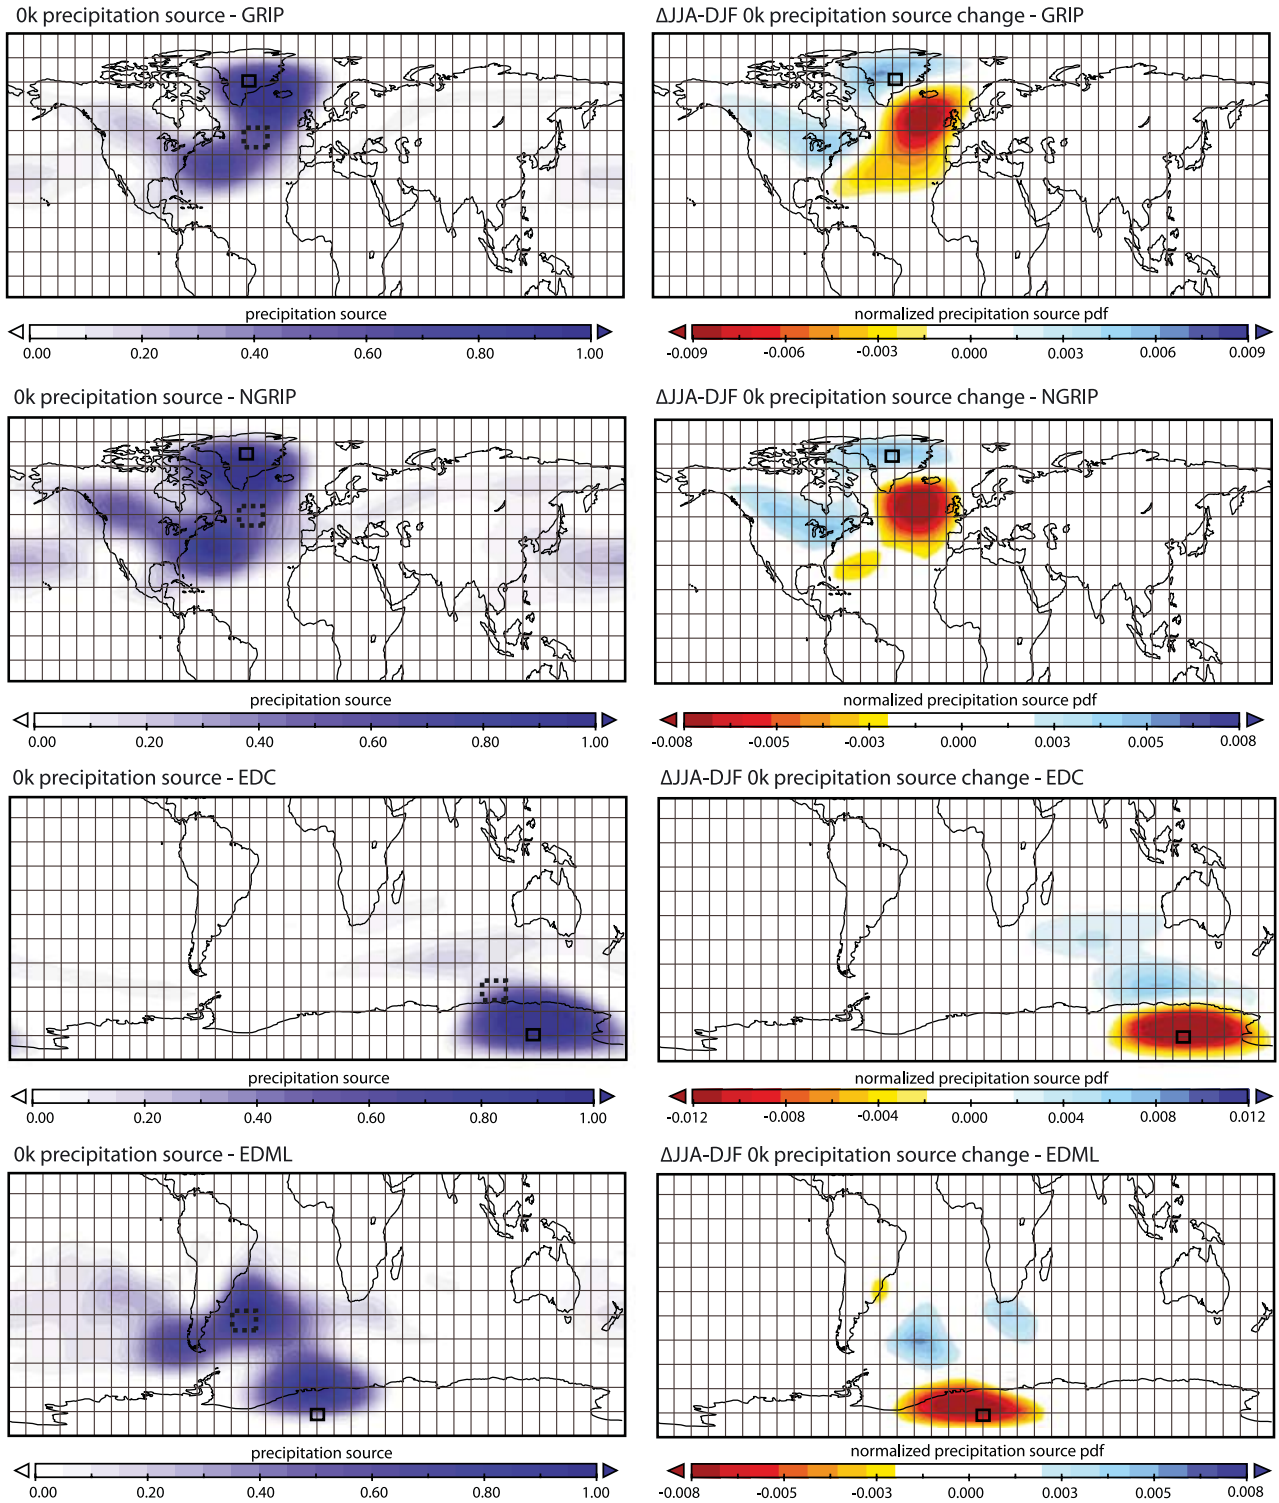 0k precipitation source - GRIP
ΔJJA-DJF 0k precipitation source change - GRIP
precipitation source
0.00 0.20 0.40 0.60 0.80 1.00
normalized precipitation source pdf
-0.009 -0.006 -0.003 0.000 0.003 0.006 0.009
0k precipitation source - NGRIP
ΔJJA-DJF 0k precipitation source change - NGRIP
precipitation source
0.00 0.20 0.40 0.60 0.80 1.00
normalized precipitation source pdf
-0.008 -0.005 -0.003 0.000 0.003 0.005 0.008
0k precipitation source - EDC
ΔJJA-DJF 0k precipitation source change - EDC
precipitation source
0.00 0.20 0.40 0.60 0.80 1.00
normalized precipitation source pdf
-0.012 -0.008 -0.004 0.000 0.004 0.008 0.012
0k precipitation source - EDML
ΔJJA-DJF 0k precipitation source change - EDML
precipitation source
0.00 0.20 0.40 0.60 0.80 1.00
normalized precipitation source pdf
-0.008 -0.005 -0.003 0.000 0.003 0.005 0.008